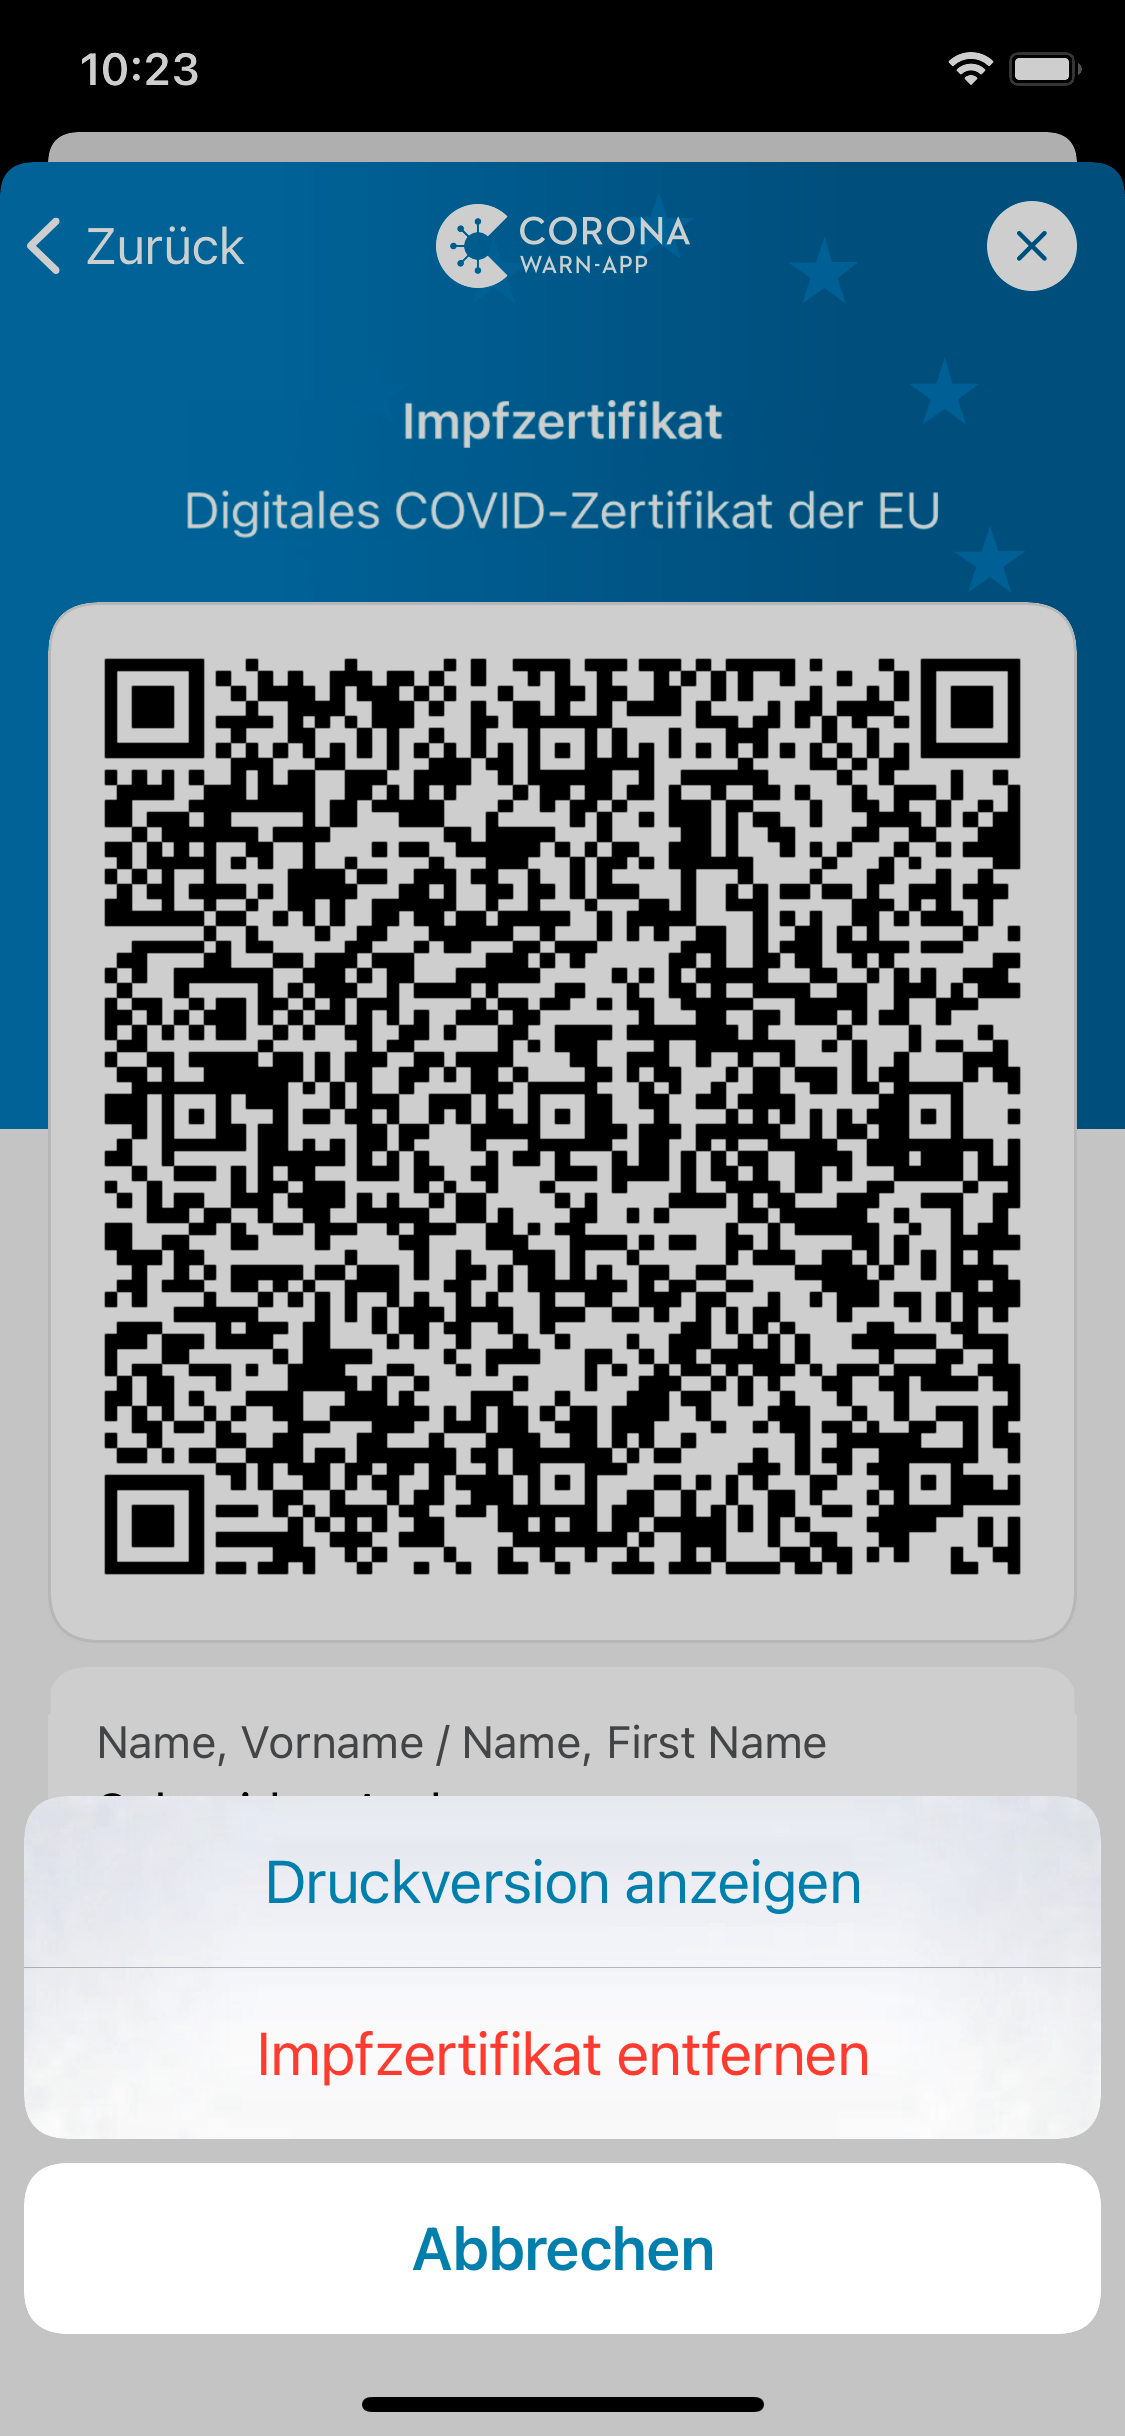 10:23
Zurück
CORONA
WARN-APP
Impfzertifikat
Digitales COVID-Zertifikat der EU
Name, Vorname / Name, First Name
Druckversion anzeigen
Impfzertifikat entfernen
Abbrechen